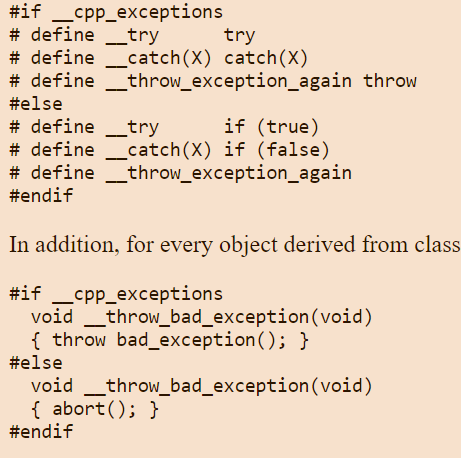 #if __cpp_exceptions
# define __try      try
# define __catch(X) catch(X)
# define __throw_exception_again throw
#else
# define __try      if (true)
# define __catch(X) if (false)
# define __throw_exception_again
#endif
In addition, for every object derived from class
#if __cpp_exceptions
  void __throw_bad_exception(void)
  { throw bad_exception(); }
#else
  void __throw_bad_exception(void)
  { abort(); }
#endif